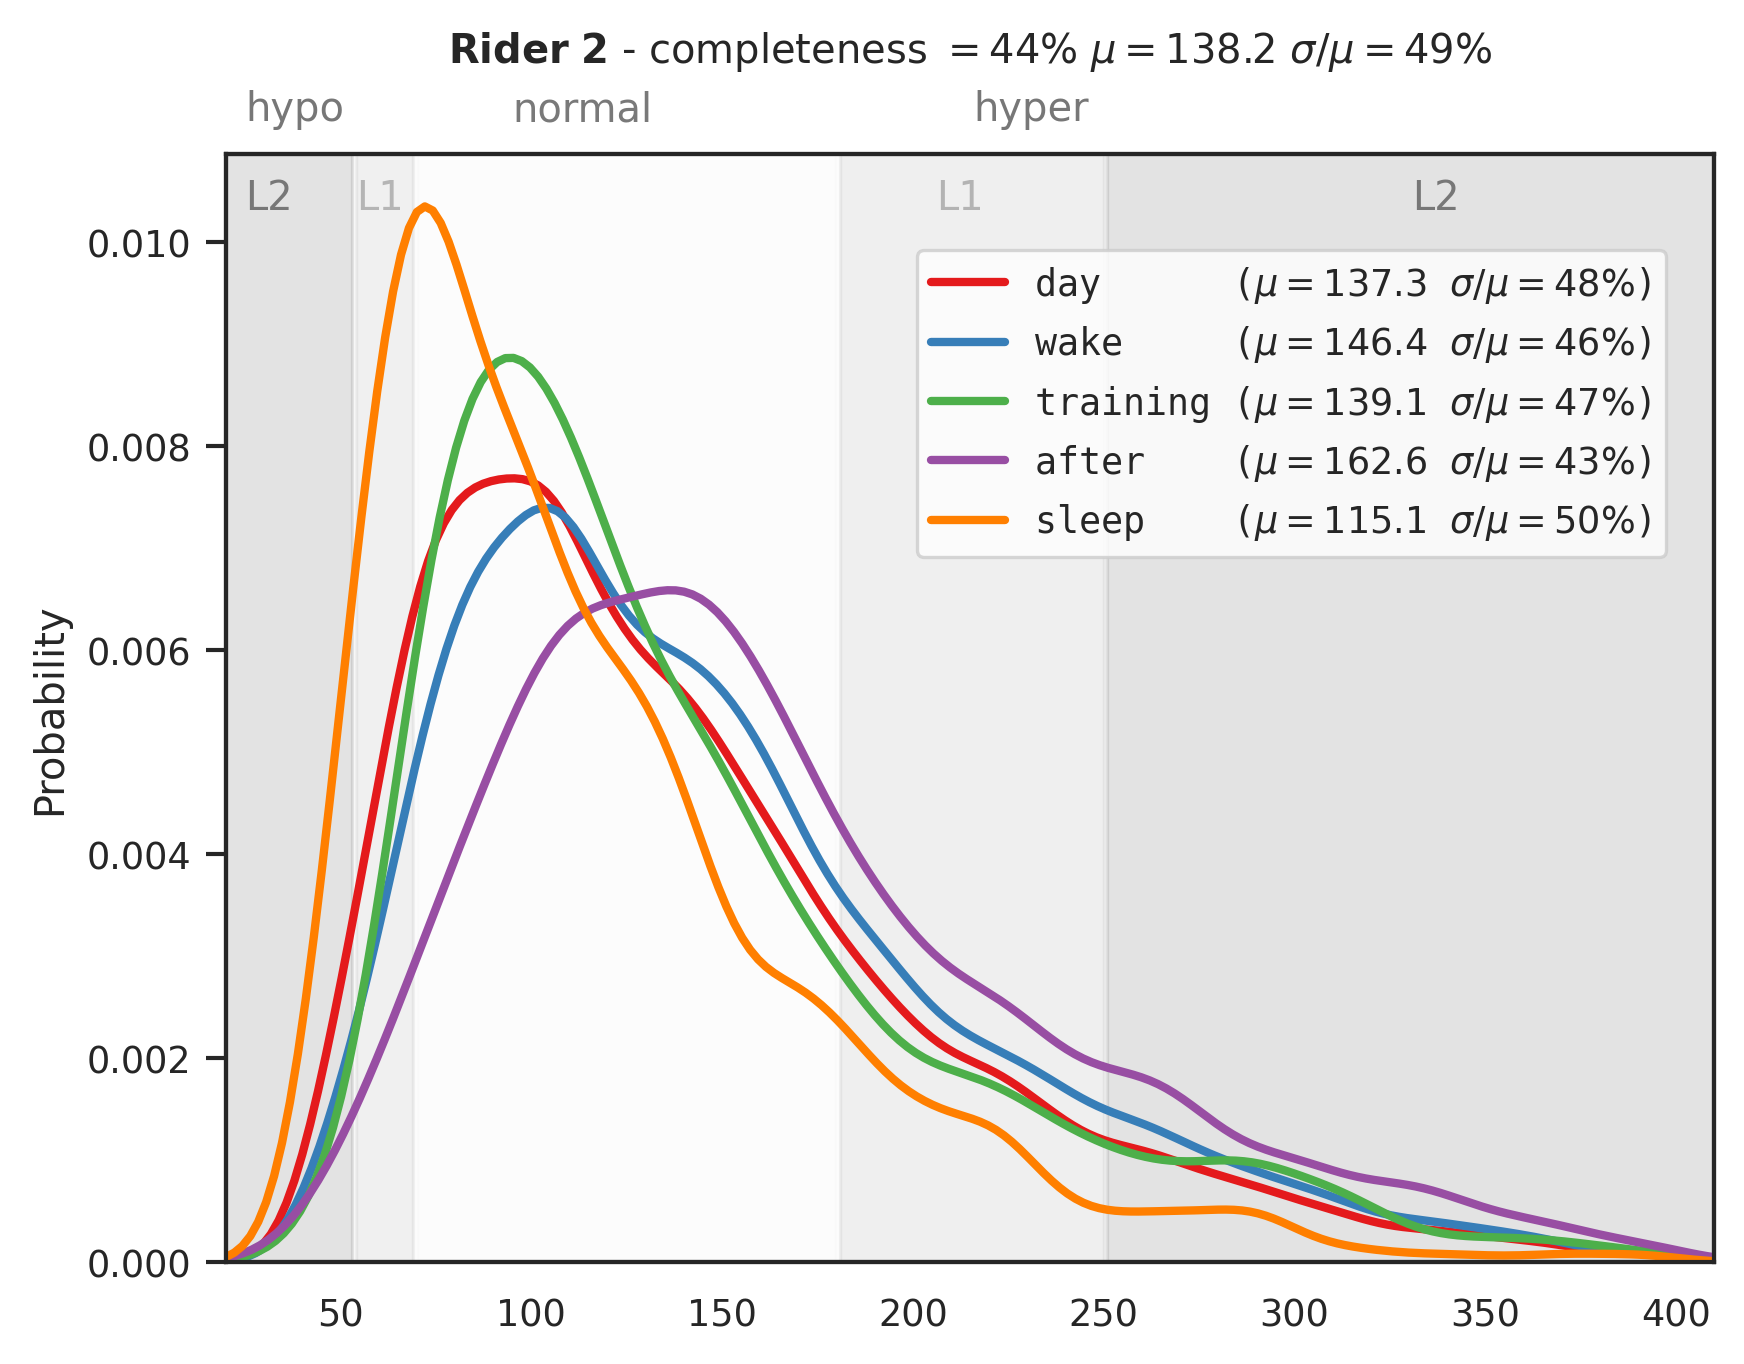 Rider 2 - completeness = 44% μ = 138.2 σ/μ = 49%
hypo normal hyper
L2 L1 L1 L2
0.010
day (μ = 137.3 σ/μ = 48%)
wake (μ = 146.4 σ/μ = 46%)
training (μ = 139.1 σ/μ = 47%)
after (μ = 162.6 σ/μ = 43%)
sleep (μ = 115.1 σ/μ = 50%)
0.008
0.006
0.004
0.002
0.000
Probability
50 100 150 200 250 300 350 400